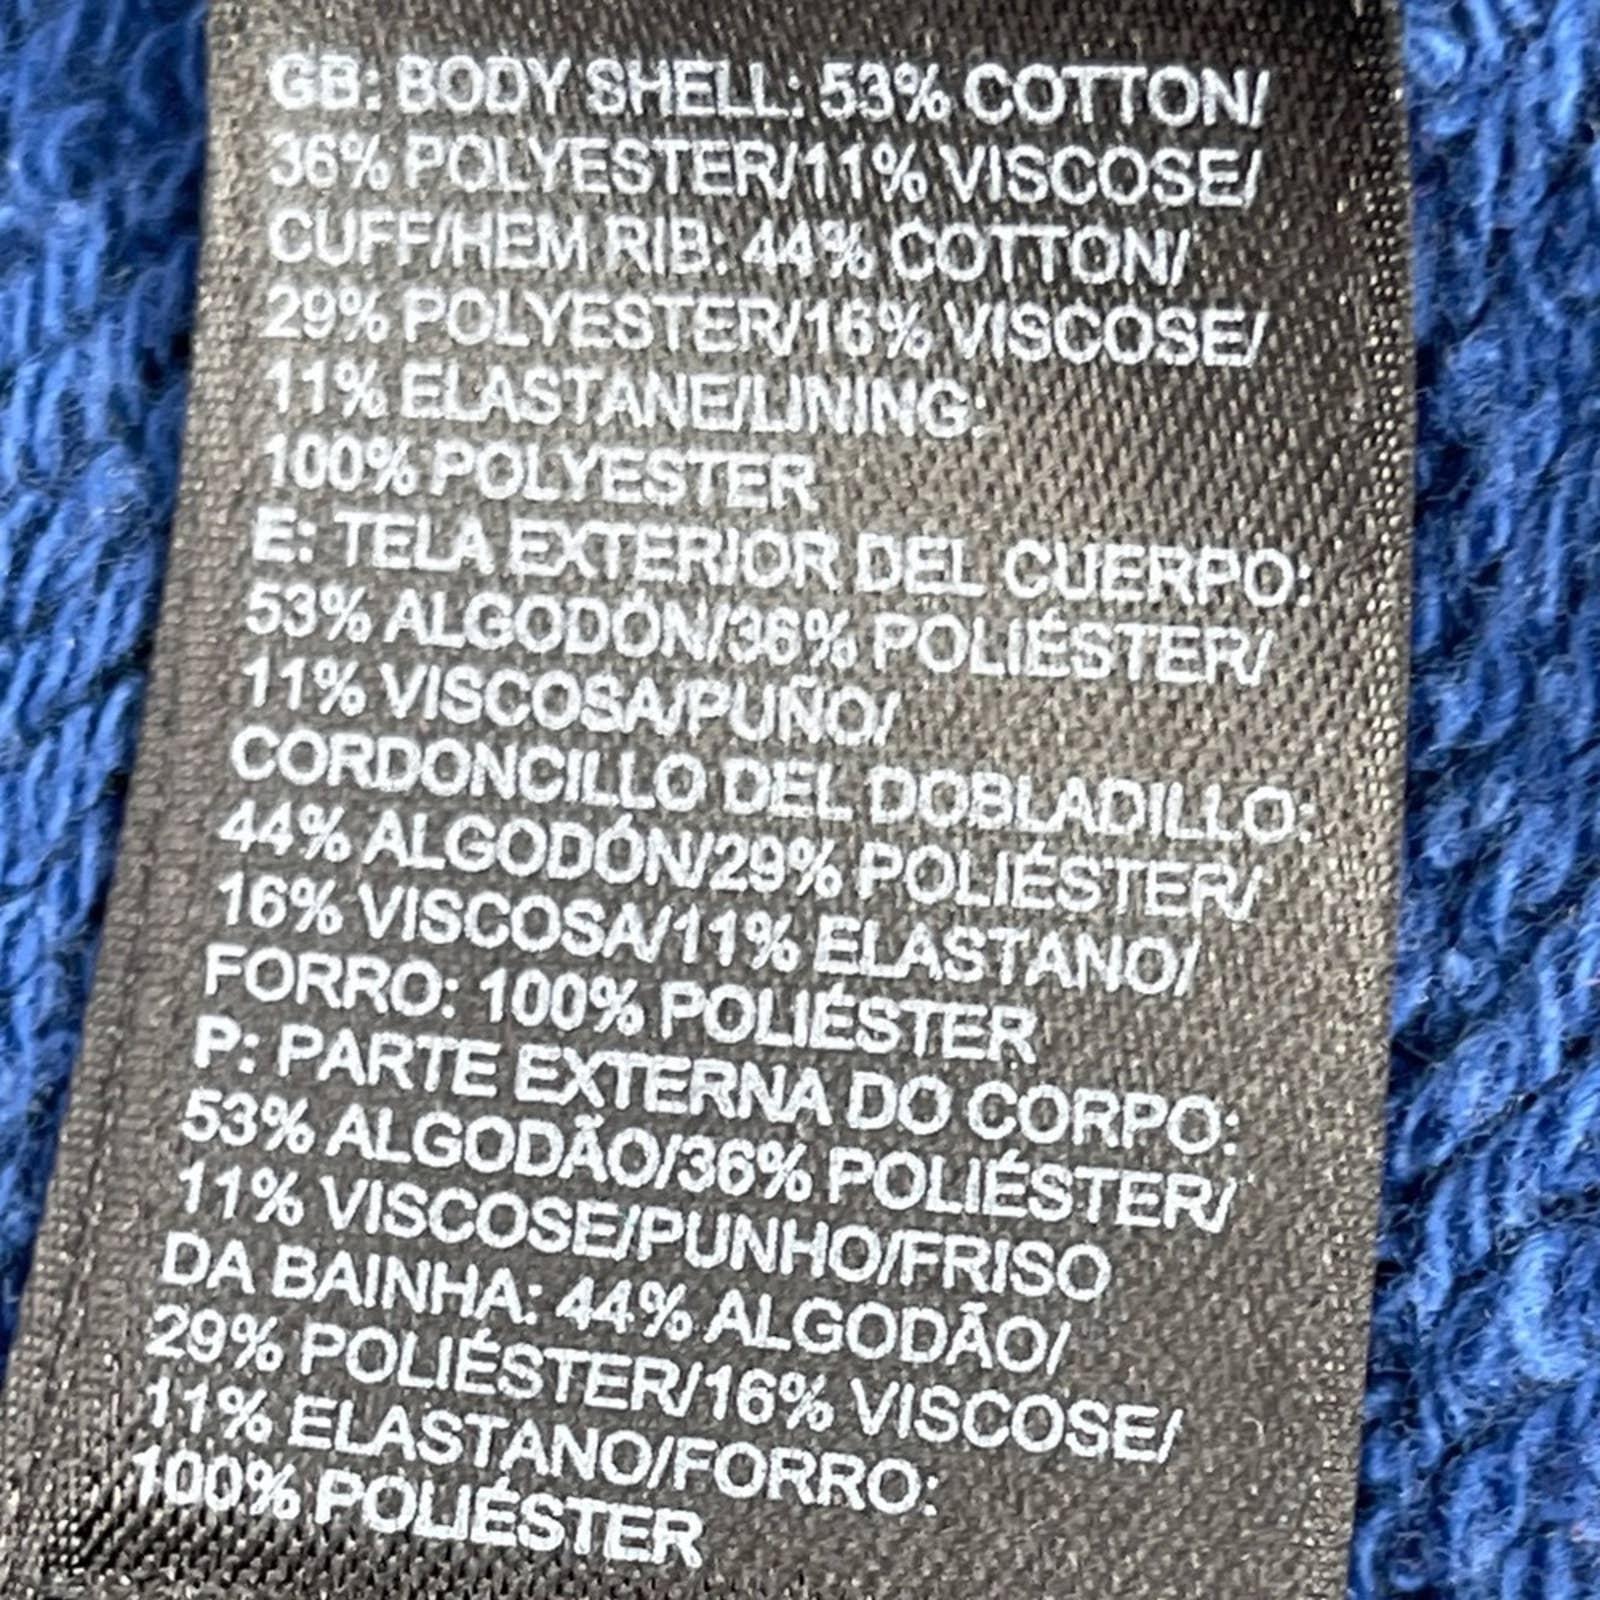 GB: BODY SHELL: 53% COTTON/
36% POLYESTER/11% VISCOSE/
CUFF/HEM RIB: 44% COTTON/
29% POLYESTER/16% VISCOSE/
11% ELASTANE/LINING:
100% POLYESTER
E: TELA EXTERIOR DEL CUERPO:
53% ALGODÓN/36% POLIÉSTER/
11% VISCOSA/PUÑO/
CORDONCILLO DEL DOBLADILLO:
44% ALGODÓN/29% POLIÉSTER/
16% VISCOSA/11% ELASTANO/
FORRO: 100% POLIÉSTER
P: PARTE EXTERNA DO CORPO:
53% ALGODÃO/36% POLIÉSTER/
11% VISCOSE/PUNHO/FRISO
DA BAINHA: 44% ALGODÃO/
29% POLIÉSTER/16% VISCOSE/
11% ELASTANO/FORRO:
100% POLIÉSTER